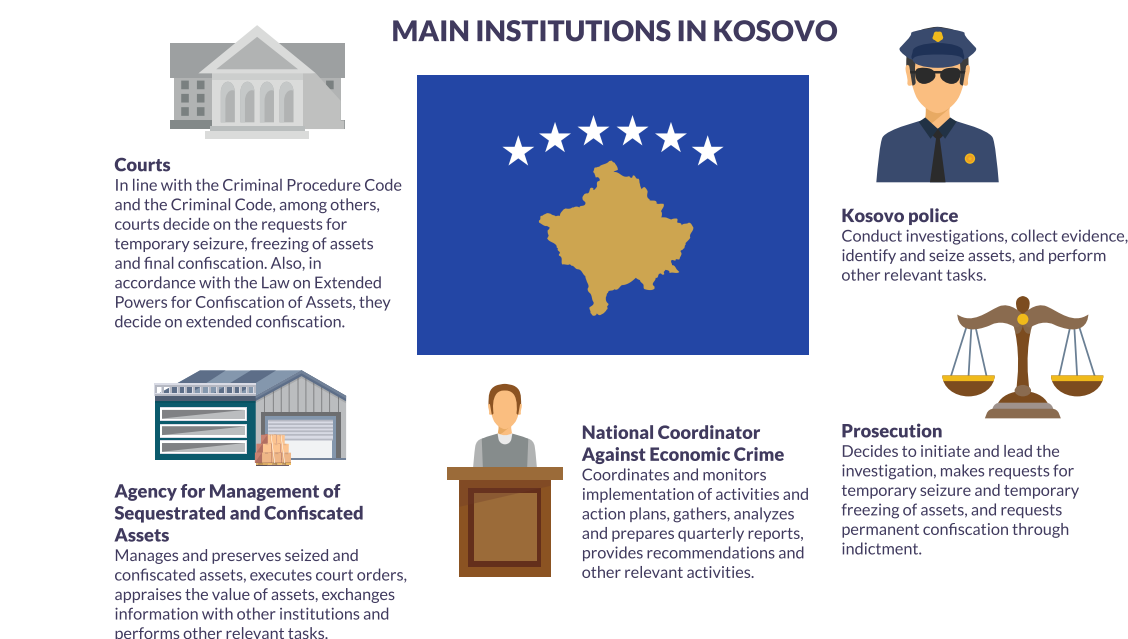 MAIN INSTITUTIONS IN KOSOVO
Courts
In line with the Criminal Procedure Code
and the Criminal Code, among others,
courts decide on the requests for
temporary seizure, freezing of assets
and final confiscation. Also, in
accordance with the Law on Extended
Powers for Confiscation of Assets, they
decide on extended confiscation.
Kosovo police
Conduct investigations, collect evidence,
identify and seize assets, and perform
other relevant tasks.
Agency for Management of
Sequestrated and Confiscated
Assets
Manages and preserves seized and
confiscated assets, executes court orders,
appraises the value of assets, exchanges
information with other institutions and
performs other relevant tasks.
National Coordinator
Against Economic Crime
Coordinates and monitors
implementation of activities and
action plans, gathers, analyzes
and prepares quarterly reports,
provides recommendations and
other relevant activities.
Prosecution
Decides to initiate and lead the
investigation, makes requests for
temporary seizure and temporary
freezing of assets, and requests
permanent confiscation through
indictment.